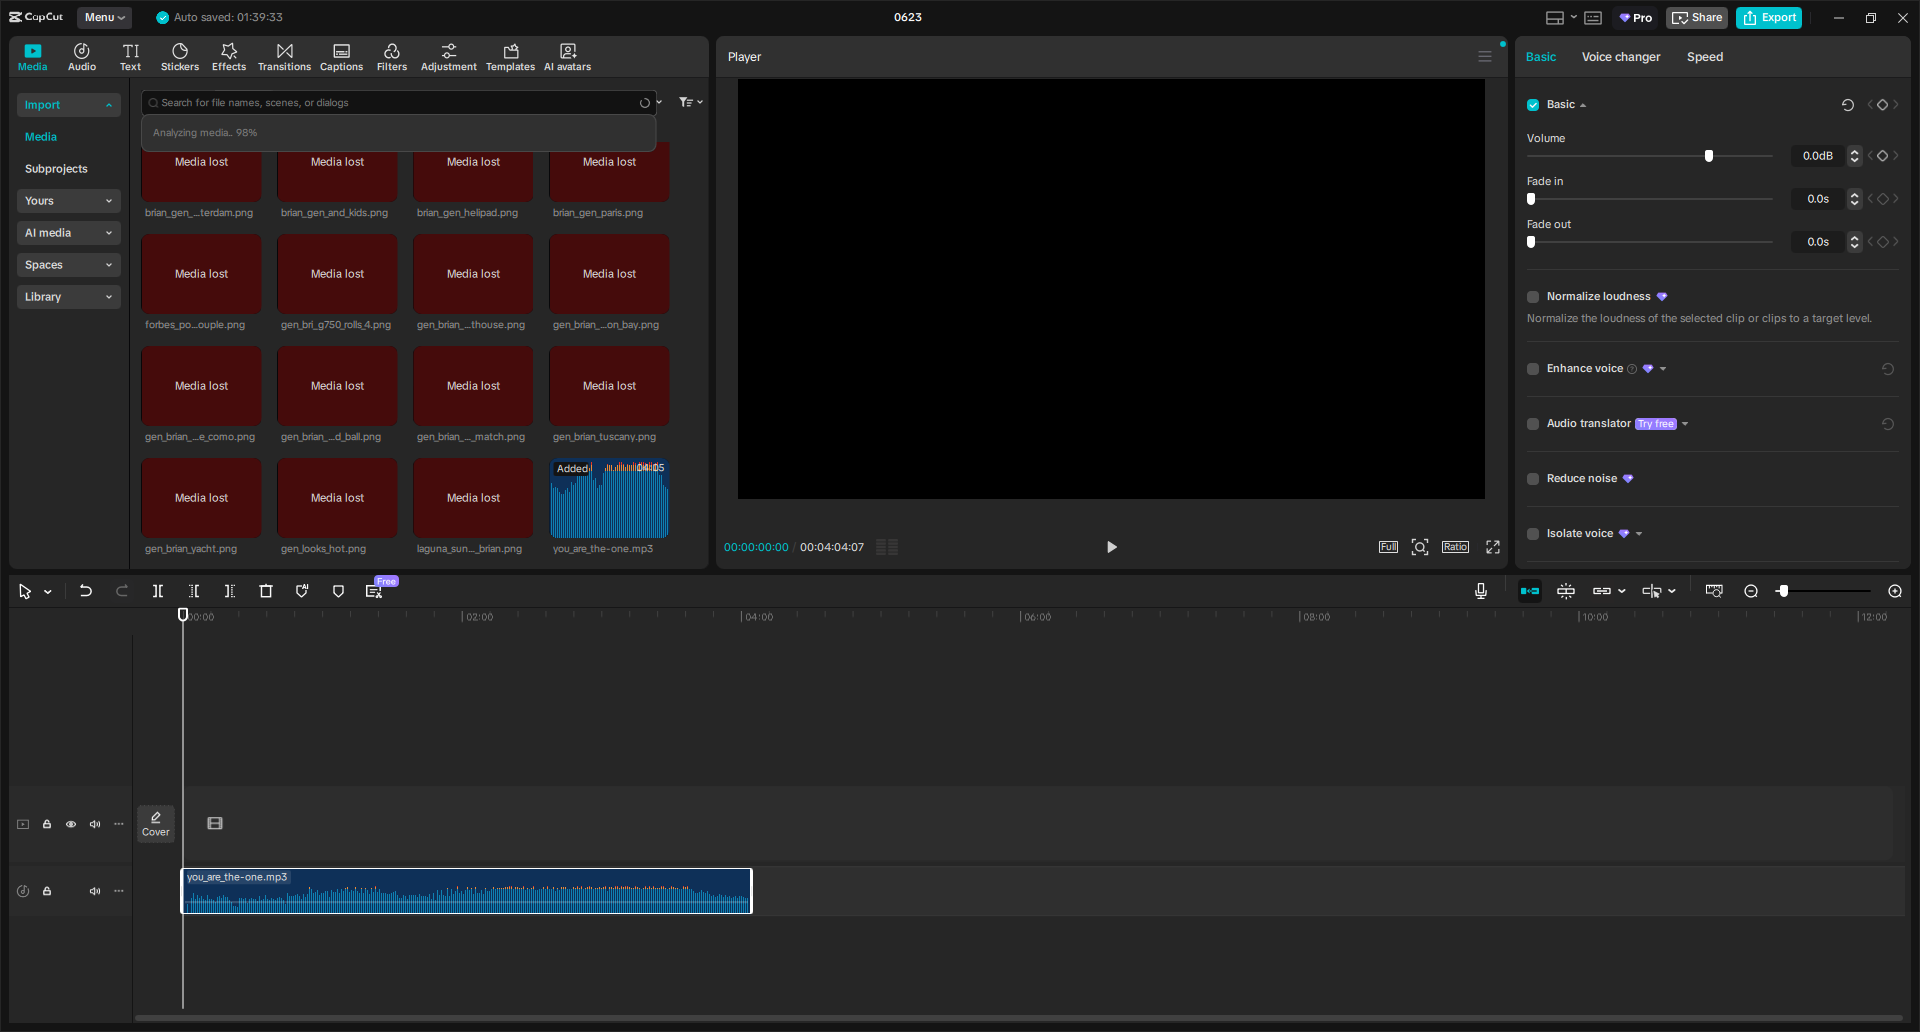 CapCut
Menu
Auto saved: 01:39:33
0623
Pro
Share
Export
Media
Audio
Text
Stickers
Effects
Transitions
Captions
Filters
Adjustment
Templates
AI avatars
Import
Media
Subprojects
Yours
AI media
Spaces
Library
Search for file names, scenes, or dialogs
Analyzing media.. 98%
Media lost
Media lost
Media lost
Media lost
brian_gen_...terdam.png
brian_gen_and_kids.png
brian_gen_helipad.png
brian_gen_paris.png
Media lost
Media lost
Media lost
Media lost
forbes_po...ouple.png
gen_bri_g750_rolls_4.png
gen_brian_...thouse.png
gen_brian_...on_bay.png
Media lost
Media lost
Media lost
Media lost
gen_brian_...e_como.png
gen_brian_...d_ball.png
gen_brian_..._match.png
gen_brian_tuscany.png
Media lost
Media lost
Media lost
Added
04:05
gen_brian_yacht.png
gen_looks_hot.png
laguna_sun..._brian.png
you_are_the-one.mp3
Player
00:00:00:00 / 00:04:04:07
Full
Ratio
Basic
Voice changer
Speed
Basic
Volume
0.0dB
Fade in
0.0s
Fade out
0.0s
Normalize loudness
Normalize the loudness of the selected clip or clips to a target level.
Enhance voice
Audio translator
Try free
Reduce noise
Isolate voice
AI
Free
00:00
02:00
04:00
06:00
08:00
10:00
12:00
Cover
you_are_the-one.mp3